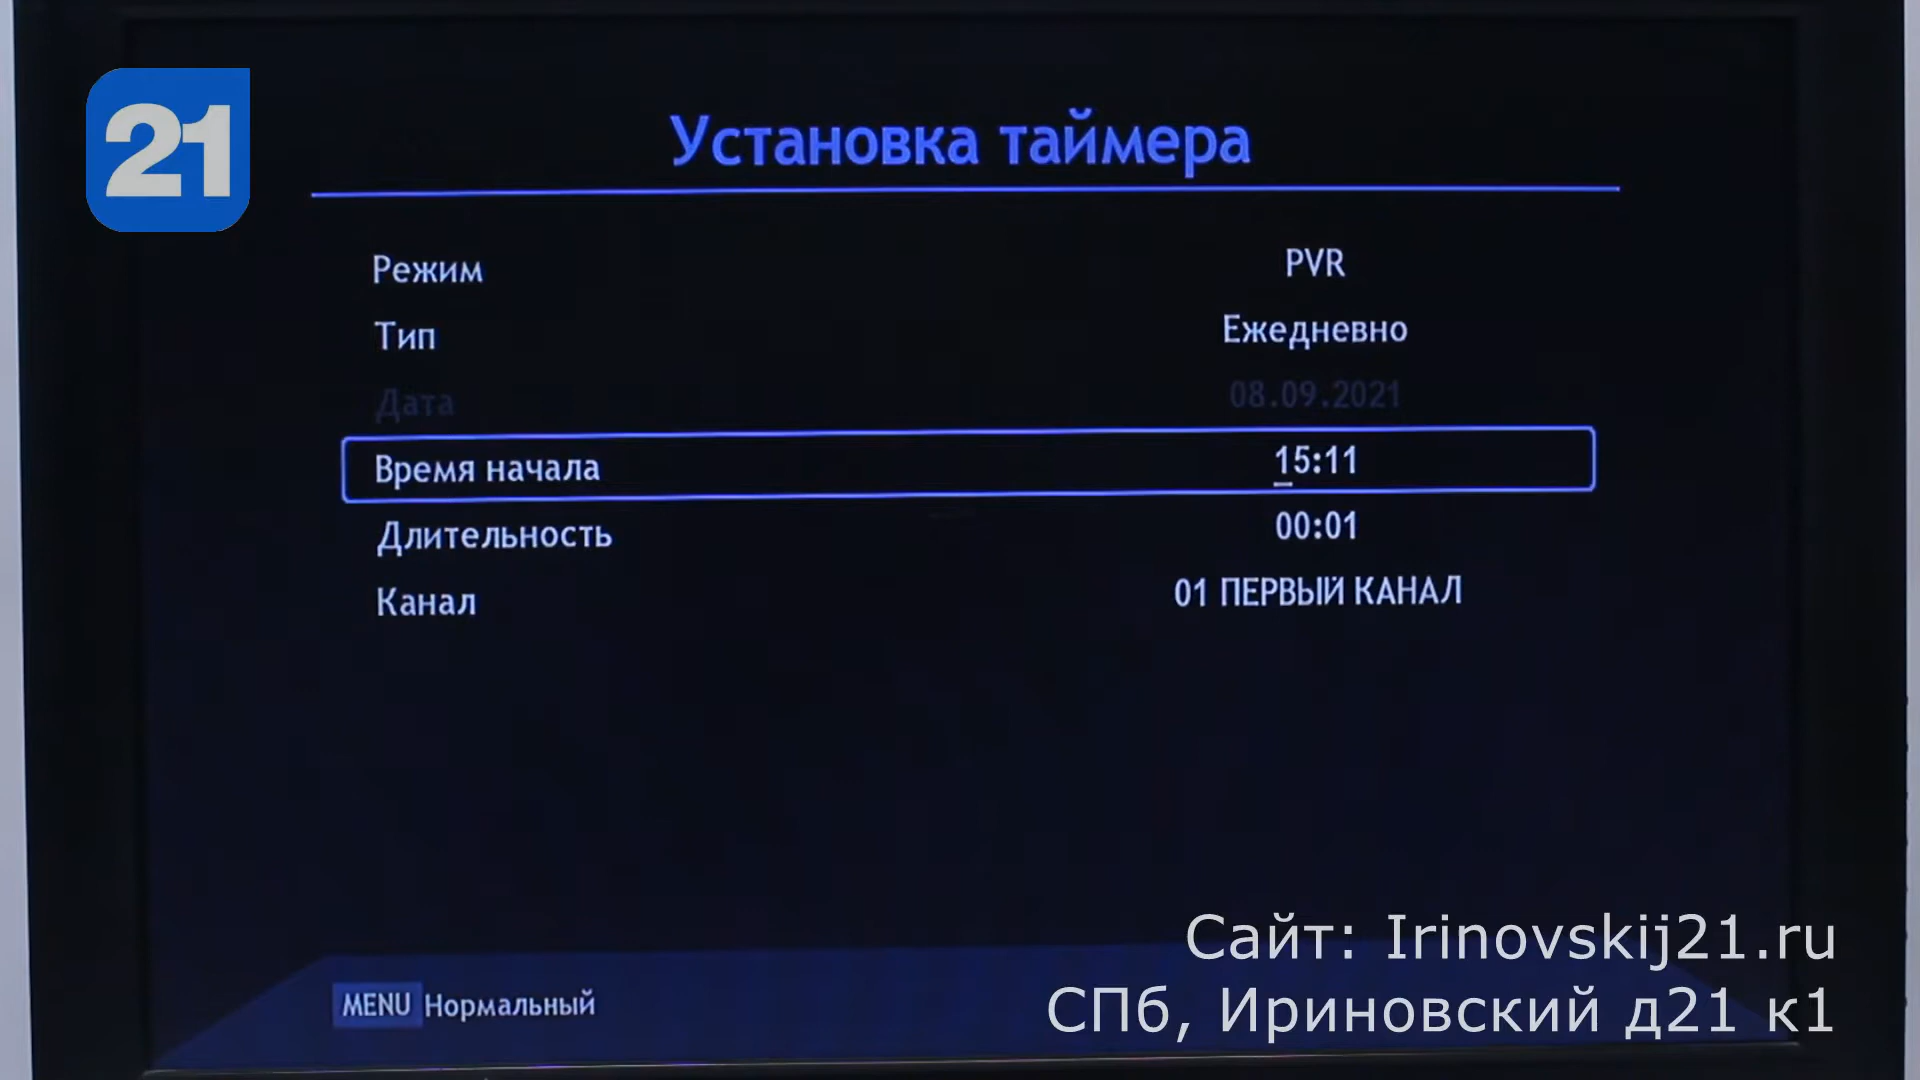 21
Установка таймера
Режим PVR
Тип Ежедневно
Дата 08.09.2021
Время начала 15:11
Длительность 00:01
Канал 01 ПЕРВЫЙ КАНАЛ
MENU Нормальный
Сайт: Irinovskij21.ru
СПб, Ириновский д21 к1